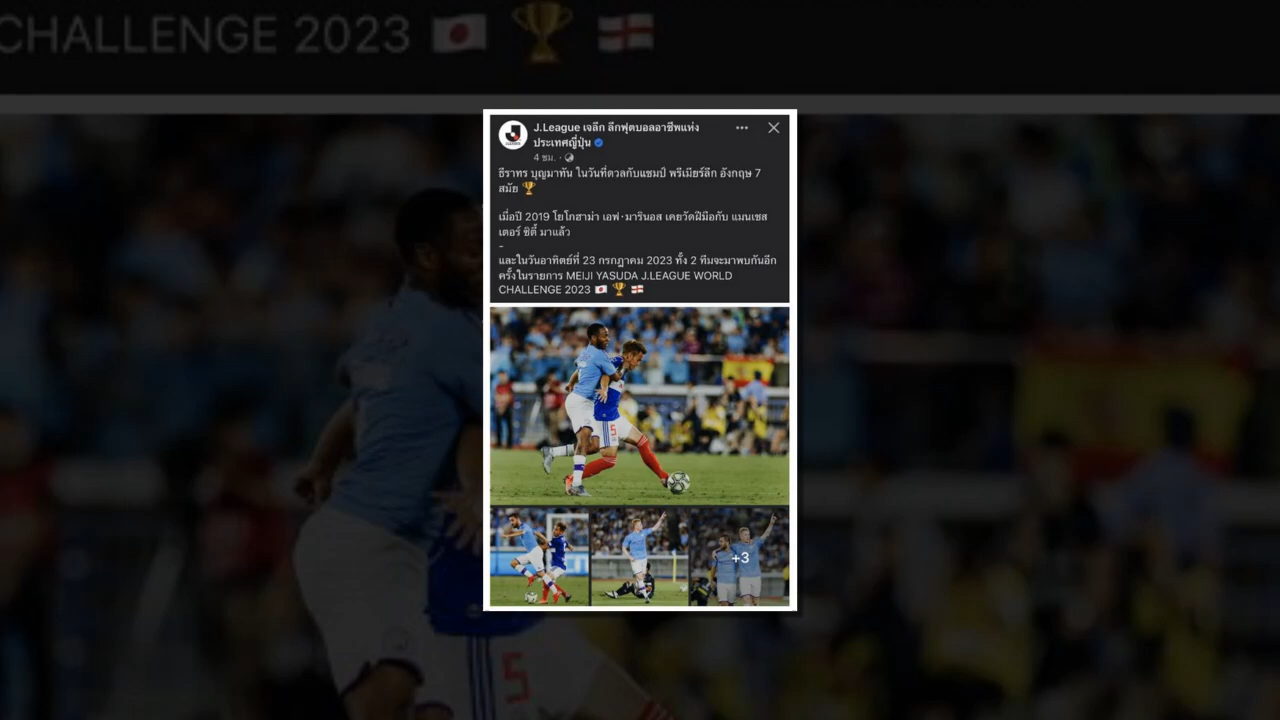 CHALLENGE 2023
J.League เจลีก ลีกฟุตบอลอาชีพแห่ง
ประเทศญี่ปุ่น
4 ชม. ·
ธีราทร บุญมาทัน ในวันที่ดวลกับแชมป์ พรีเมียร์ลีก อังกฤษ 7
สมัย 🏆
เมื่อปี 2019 โยโกฮาม่า เอฟ·มารินอส เคยวัดฝีมือกับ แมนเชส
เตอร์ ซิตี้ มาแล้ว
-
และในวันอาทิตย์ที่ 23 กรกฎาคม 2023 ทั้ง 2 ทีมจะมาพบกันอีก
ครั้งในรายการ MEIJI YASUDA J.LEAGUE WORLD
CHALLENGE 2023 🇯🇵 🏆 🏴󠁧󠁢󠁥󠁮󠁧󠁿
5
+3
5